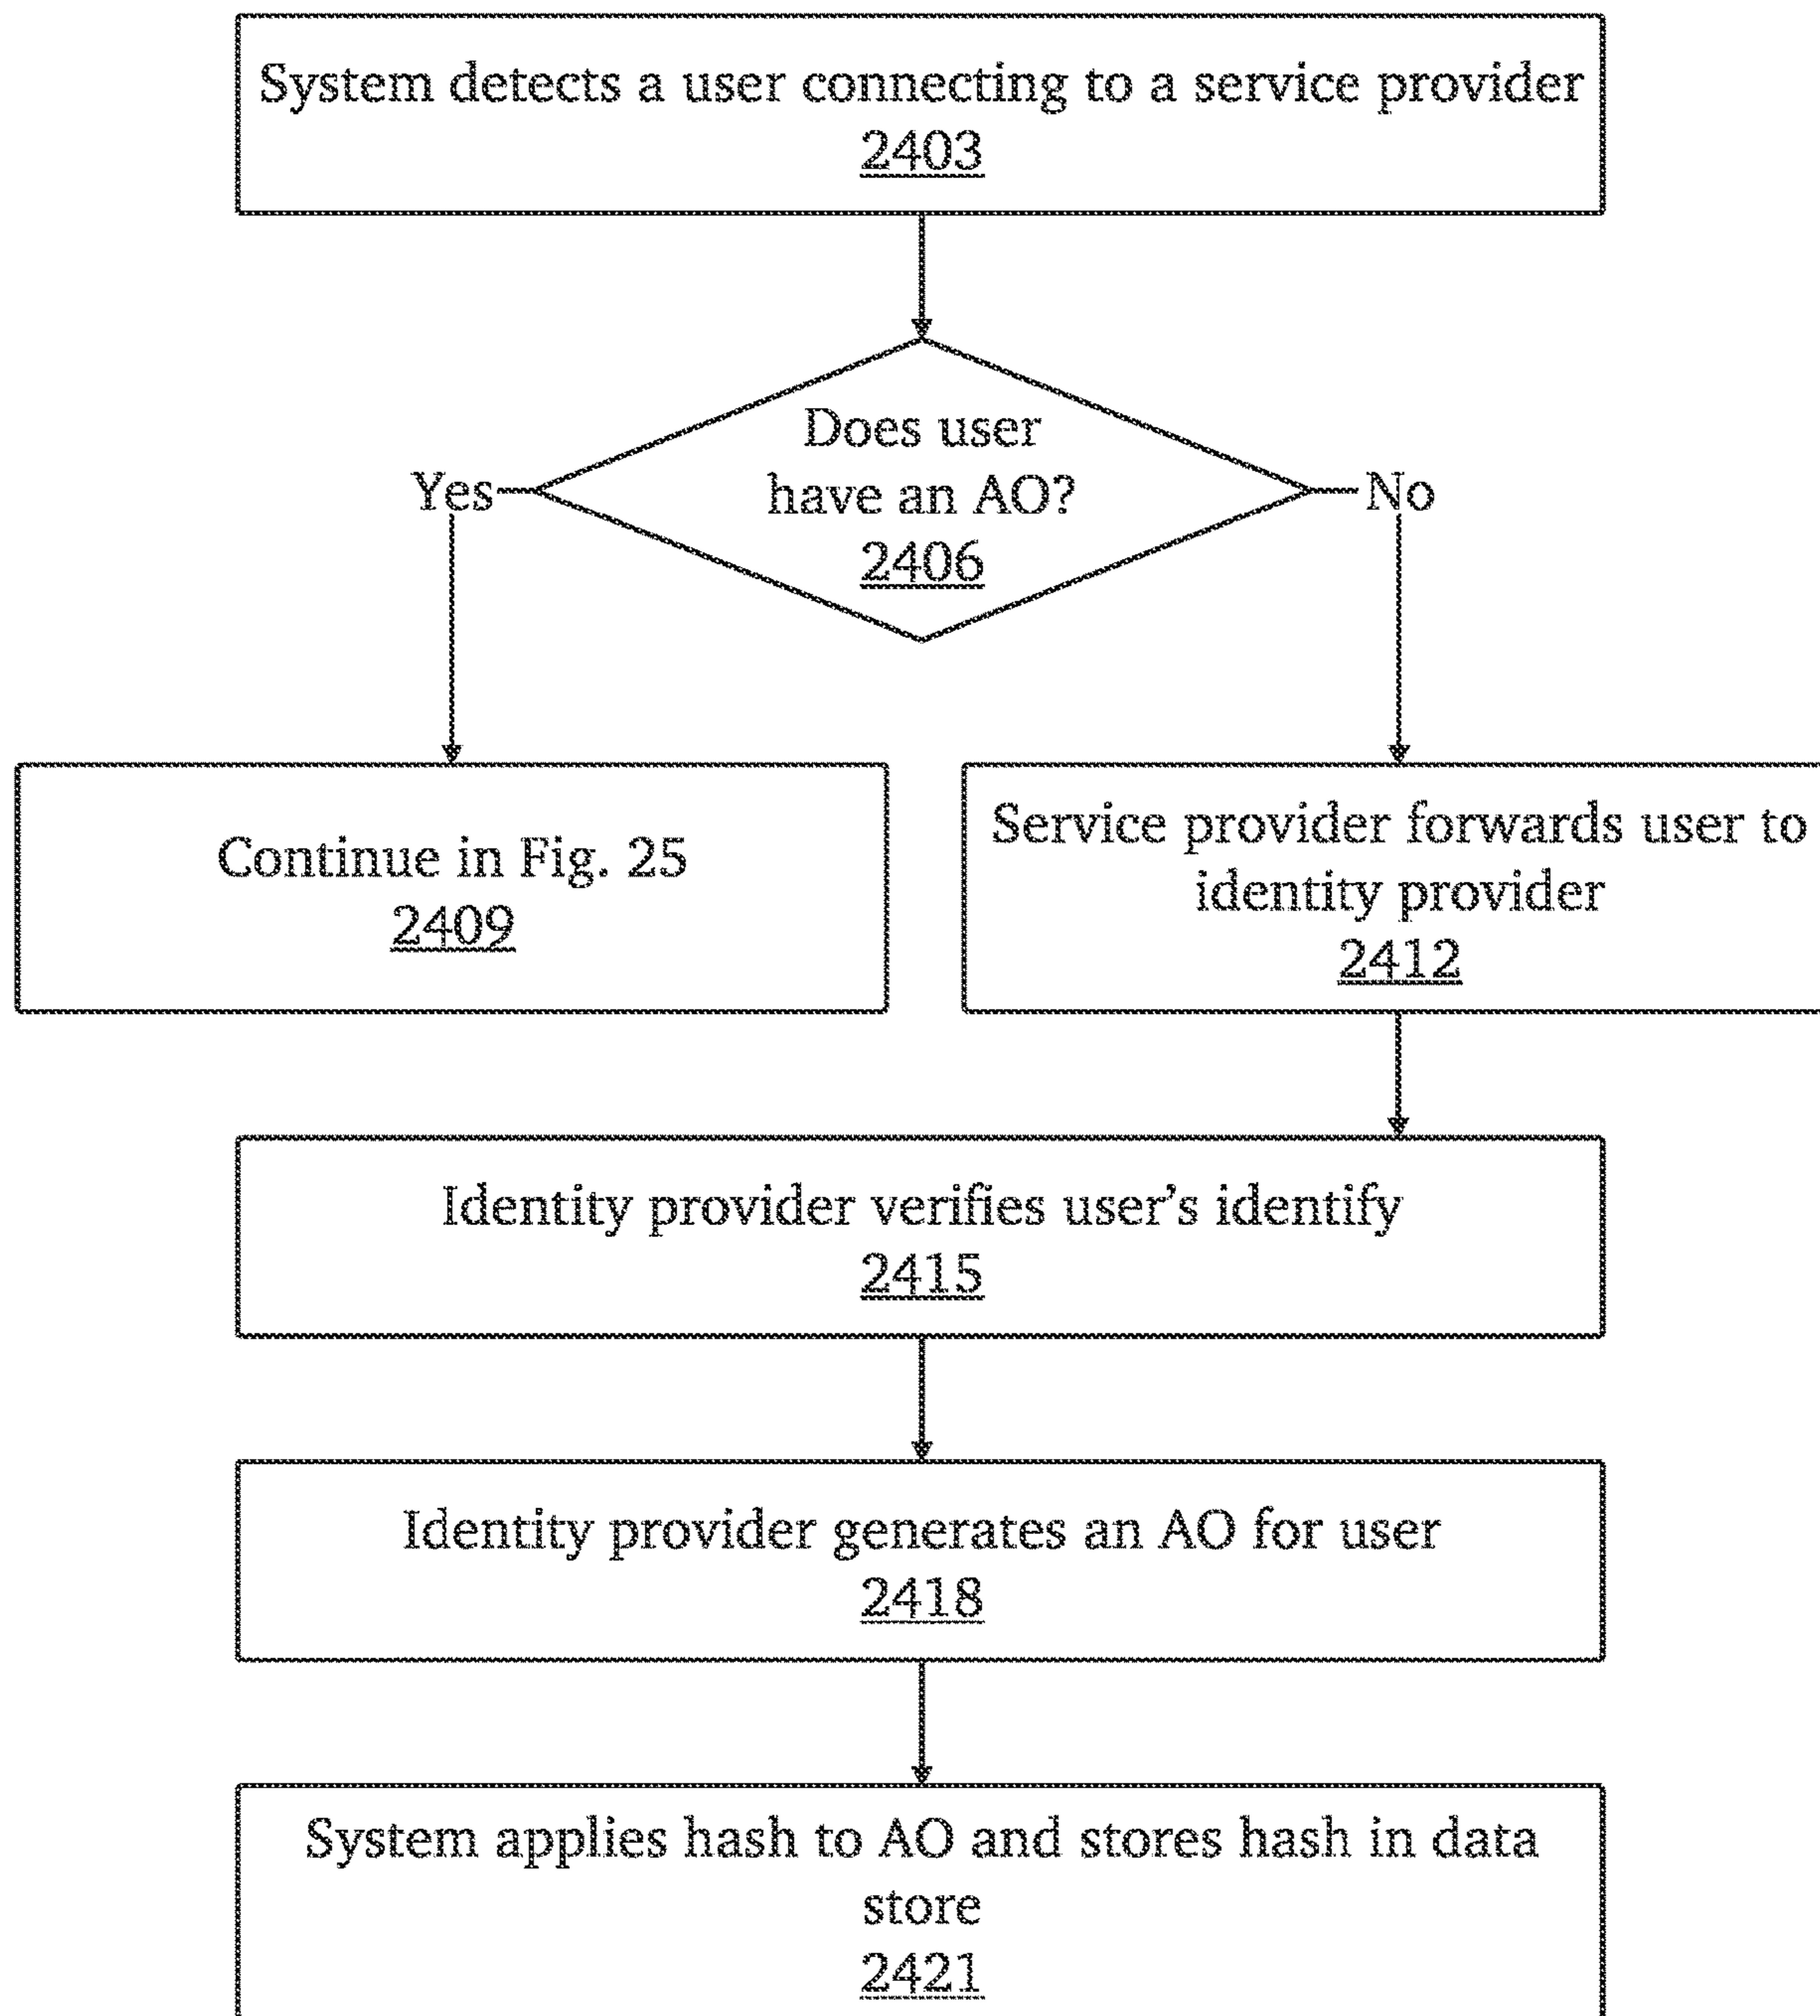 System detects a user connecting to a service provider
2403
Does user
have an AO?
2406
Yes
No
Continue in Fig. 25
2409
Service provider forwards user to
identity provider
2412
Identity provider verifies user's identify
2415
Identity provider generates an AO for user
2418
System applies hash to AO and stores hash in data
store
2421